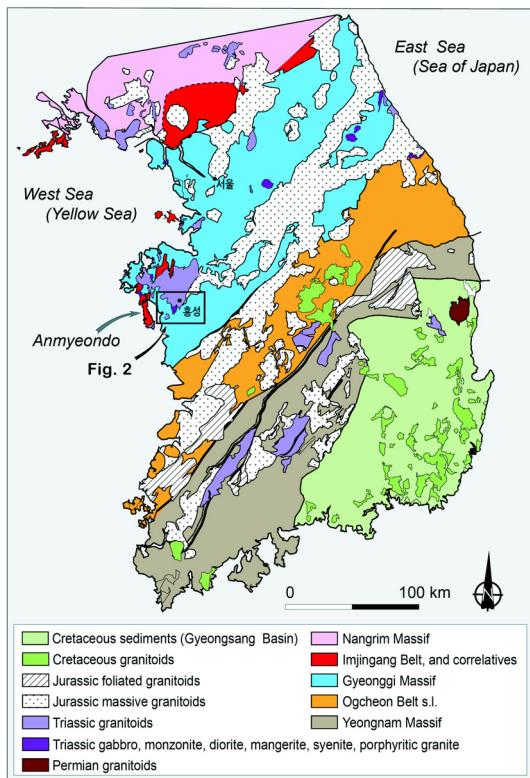 East Sea
(Sea of Japan)
West Sea
(Yellow Sea)
서울
홍성
Anmyeondo
Fig. 2
0 100 km
N
Cretaceous sediments (Gyeongsang Basin)
Cretaceous granitoids
Jurassic foliated granitoids
Jurassic massive granitoids
Triassic granitoids
Triassic gabbro, monzonite, diorite, mangerite, syenite, porphyritic granite
Permian granitoids
Nangrim Massif
Imjingang Belt, and correlatives
Gyeonggi Massif
Ogcheon Belt s.l.
Yeongnam Massif